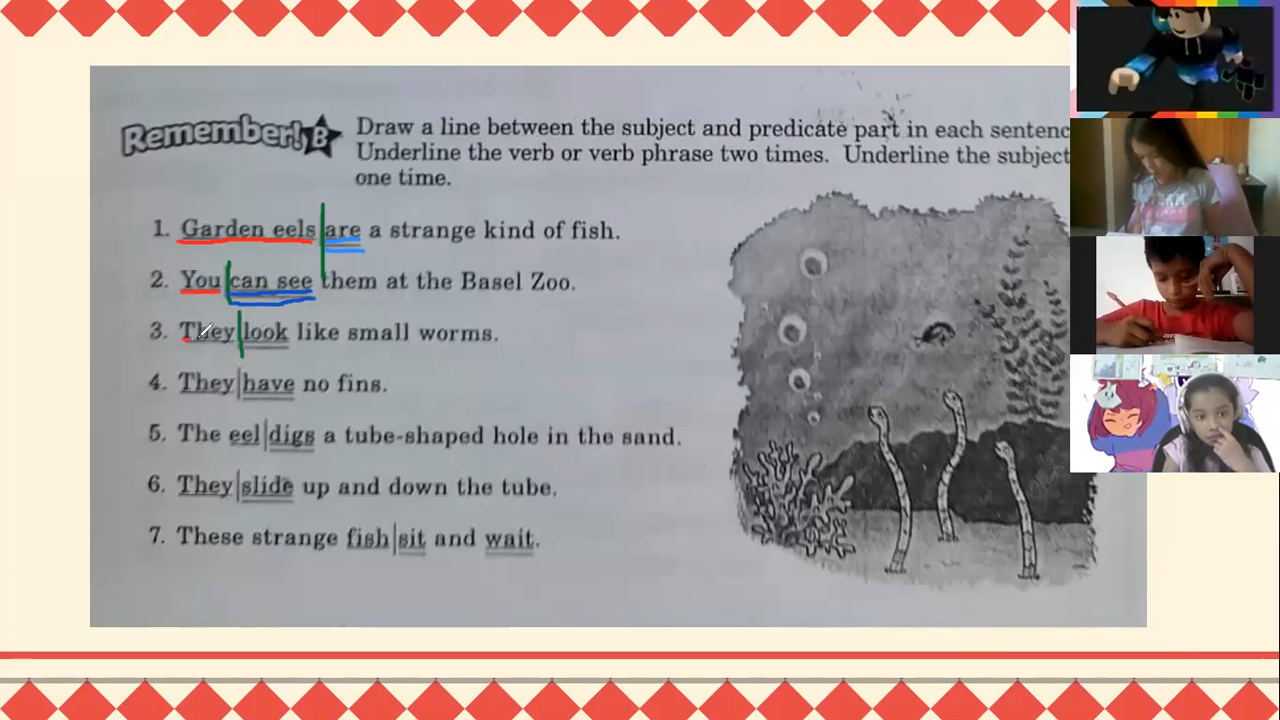 Remember! B
Draw a line between the subject and predicate part in each sentenc
Underline the verb or verb phrase two times. Underline the subject
one time.
1. Garden eels are a strange kind of fish.
2. You can see them at the Basel Zoo.
3. They look like small worms.
4. They have no fins.
5. The eel digs a tube-shaped hole in the sand.
6. They slide up and down the tube.
7. These strange fish sit and wait.